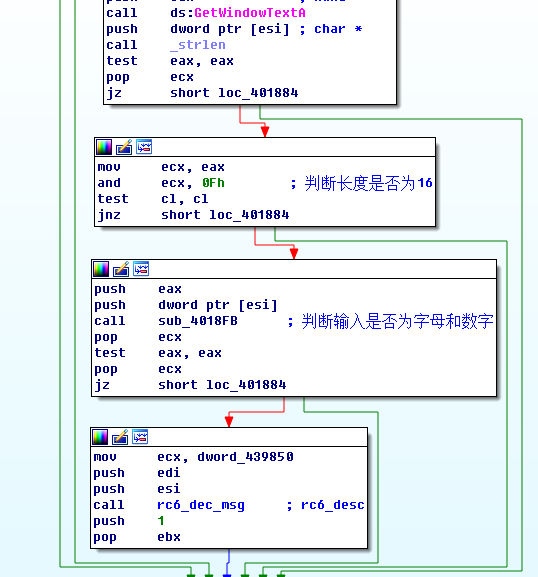 call    ds:GetWindowTextA
push    dword ptr [esi] ; char *
call    _strlen
test    eax, eax
pop     ecx
jz      short loc_401884
mov     ecx, eax
and     ecx, 0Fh        ; 判断长度是否为16
test    cl, cl
jnz     short loc_401884
push    eax
push    dword ptr [esi]
call    sub_4018FB      ; 判断输入是否为字母和数字
pop     ecx
test    eax, eax
pop     ecx
jz      short loc_401884
mov     ecx, dword_439850
push    edi
push    esi
call    rc6_dec_msg     ; rc6_desc
push    1
pop     ebx